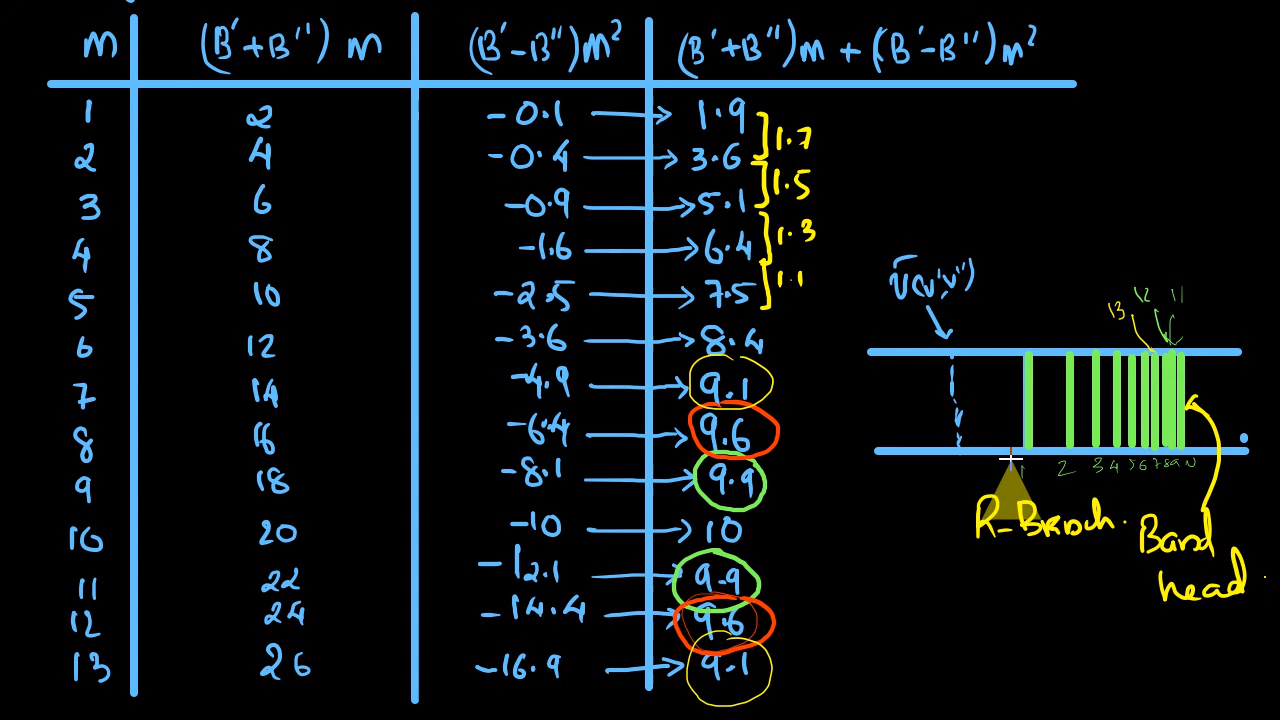 m (B'+B'') m (B'-B'')m² (B'+B'')m + (B'-B'')m²
1 2 -0.1 → 1.9
1.7
2 4 -0.4 → 3.6
1.5
3 6 -0.9 → 5.1
1.3
4 8 -1.6 → 6.4
1.1
5 10 -2.5 → 7.5
6 12 -3.6 → 8.4
7 14 -4.9 → 9.1
8 16 -6.4 → 9.6
9 18 -8.1 → 9.9
10 20 -10 → 10
11 22 -12.1 → 9.9
12 24 -14.4 → 9.6
13 26 -16.9 → 9.1
ν̄(v',v'')
13 12 11
1 2 3 4 5 6 7 8 9 10
R-Branch.
Band
head